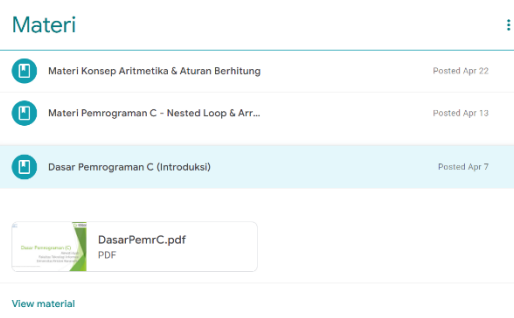 Materi
Materi Konsep Aritmetika & Aturan Berhitung
Posted Apr 22
Materi Pemrograman C - Nested Loop & Arr...
Posted Apr 13
Dasar Pemrograman C (Introduksi)
Posted Apr 7
Dasar Pemrograman (C)
DasarPemrC.pdf
PDF
View material